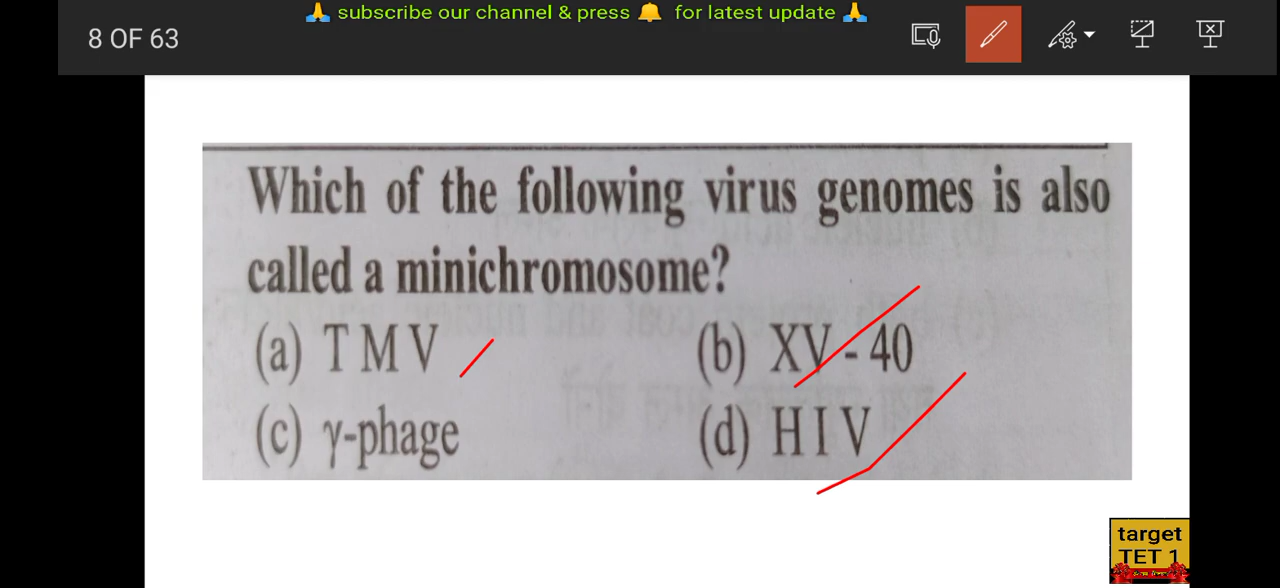 🙏 subscribe our channel & press 🔔 for latest update 🙏
8 OF 63
Which of the following virus genomes is also
called a minichromosome?
(a) T M V (b) XV - 40
(c) γ-phage (d) H I V
target
TET 1